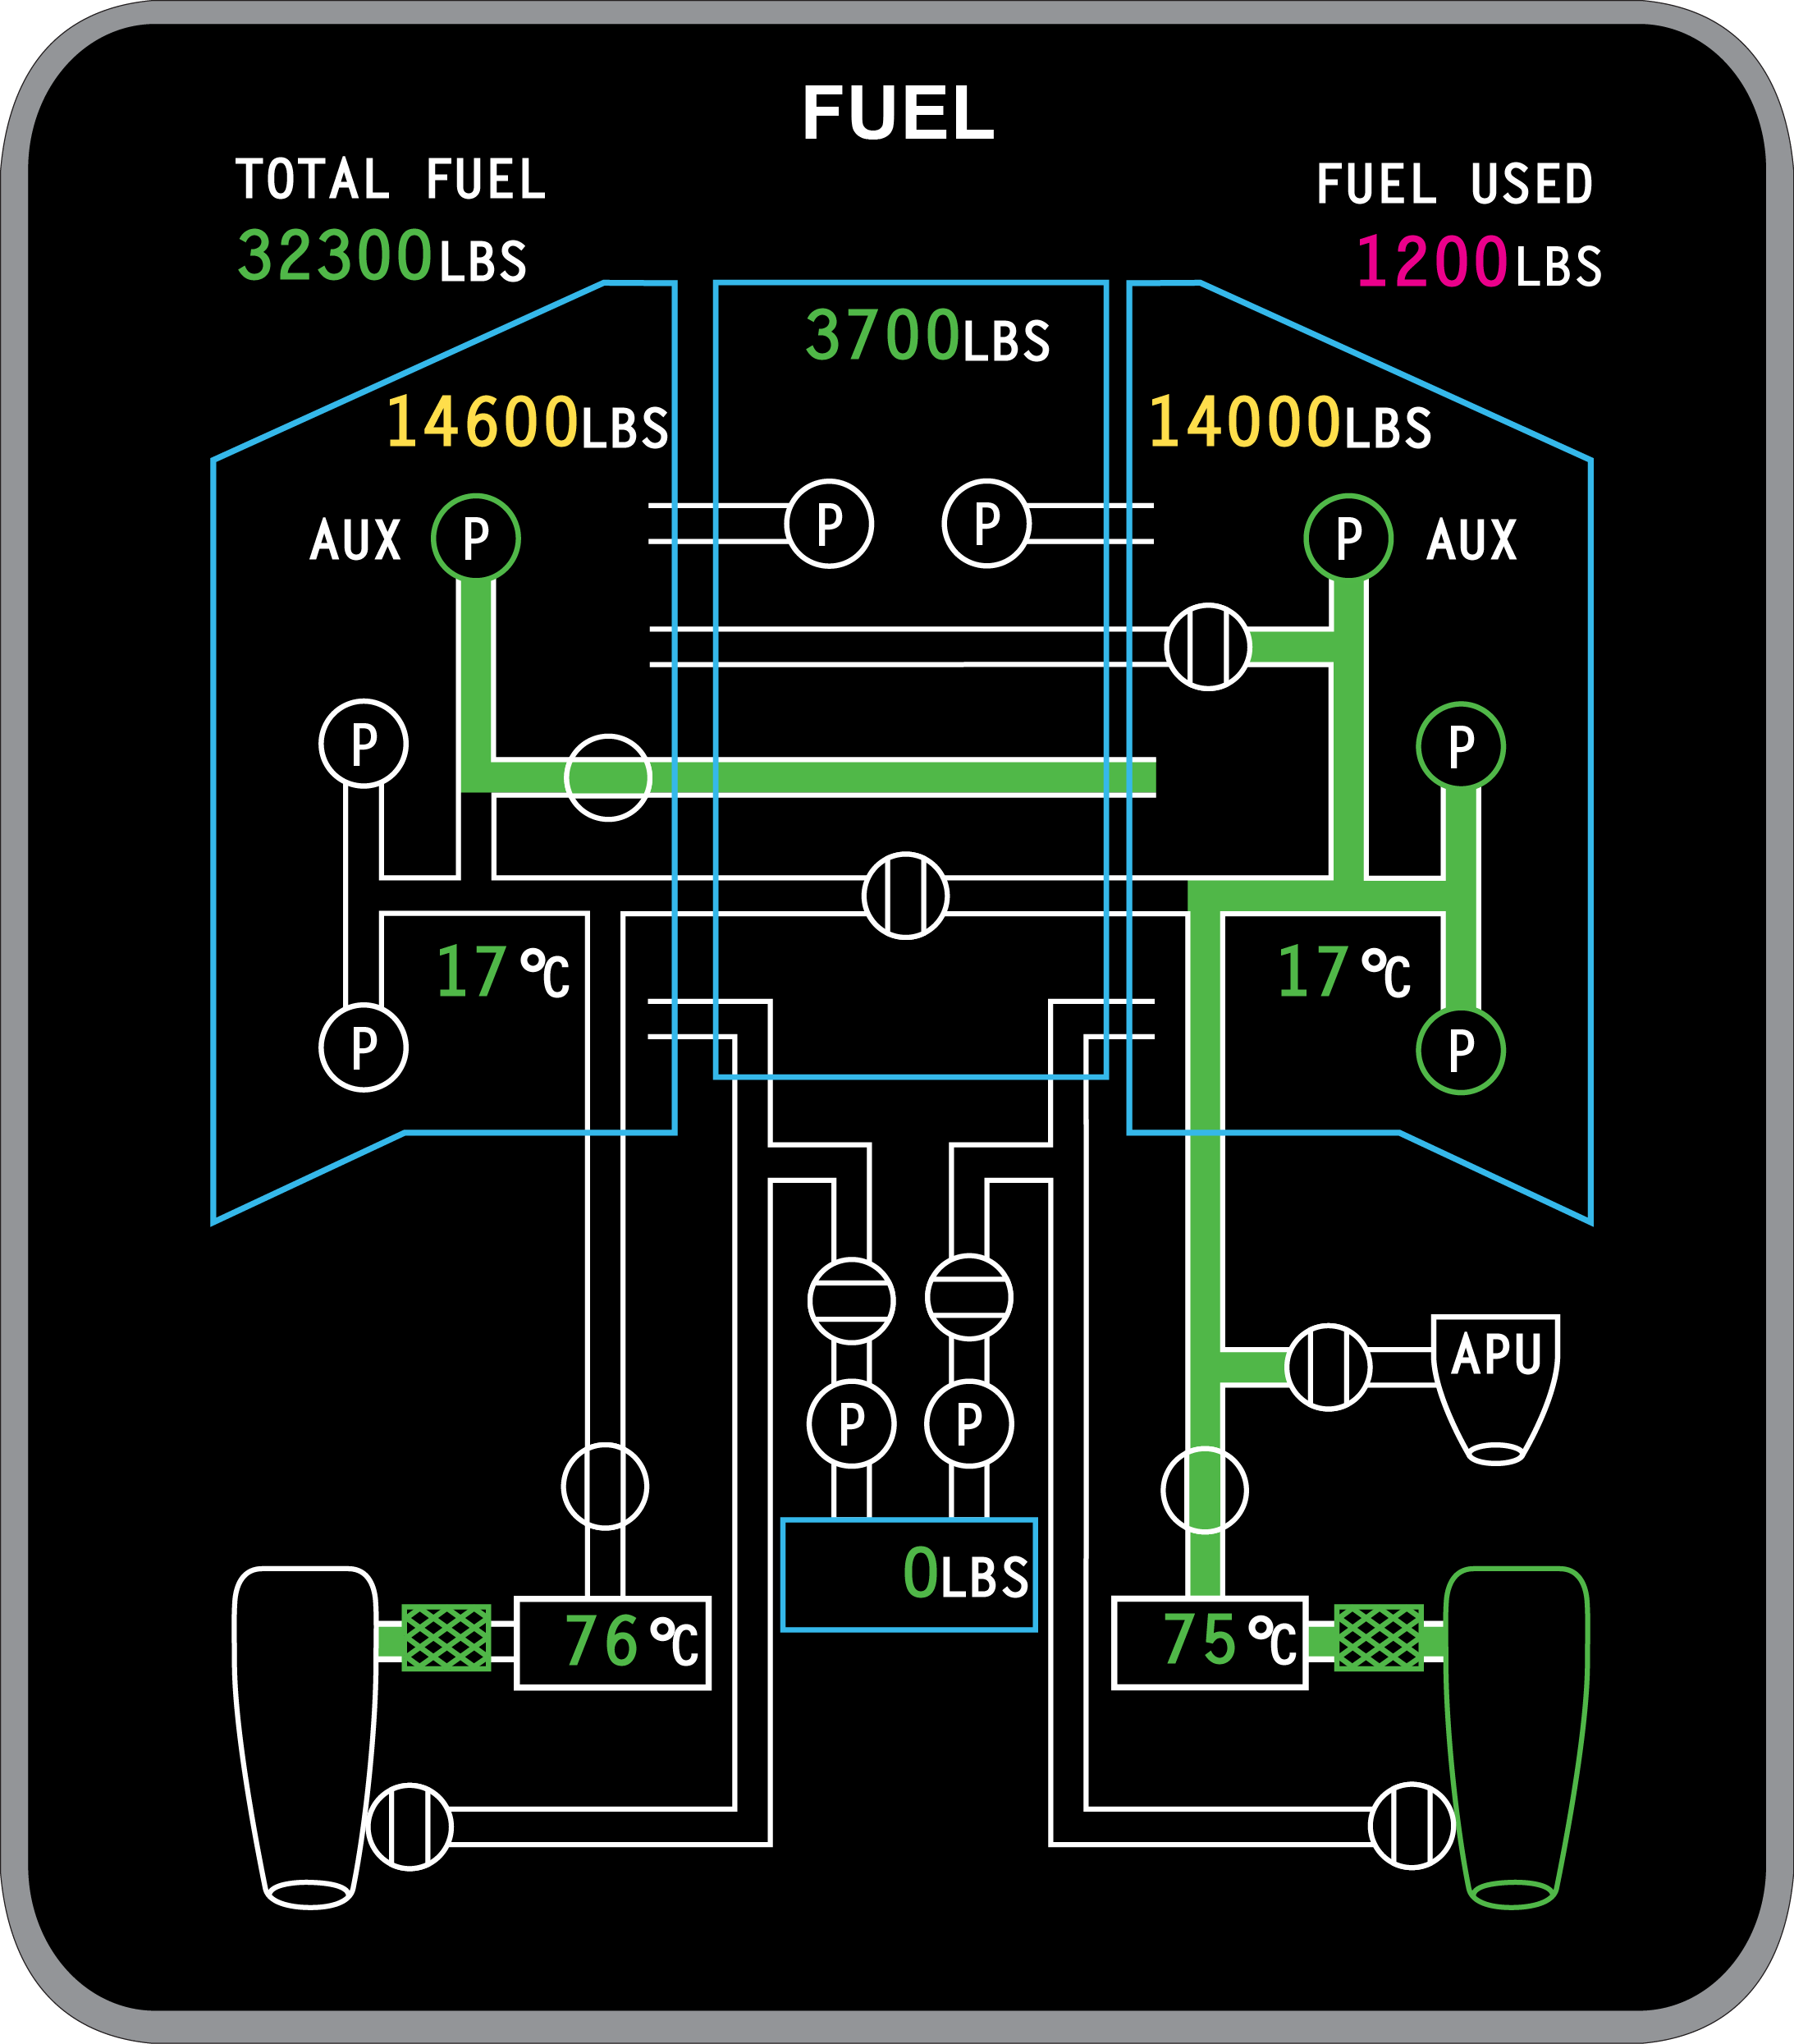 FUEL
TOTAL FUEL
32300LBS
FUEL USED
1200LBS
3700LBS
14600LBS
14000LBS
P
P
AUX
P
P
AUX
P
P
17°C
17°C
P
P
APU
P
P
0LBS
76°C
75°C